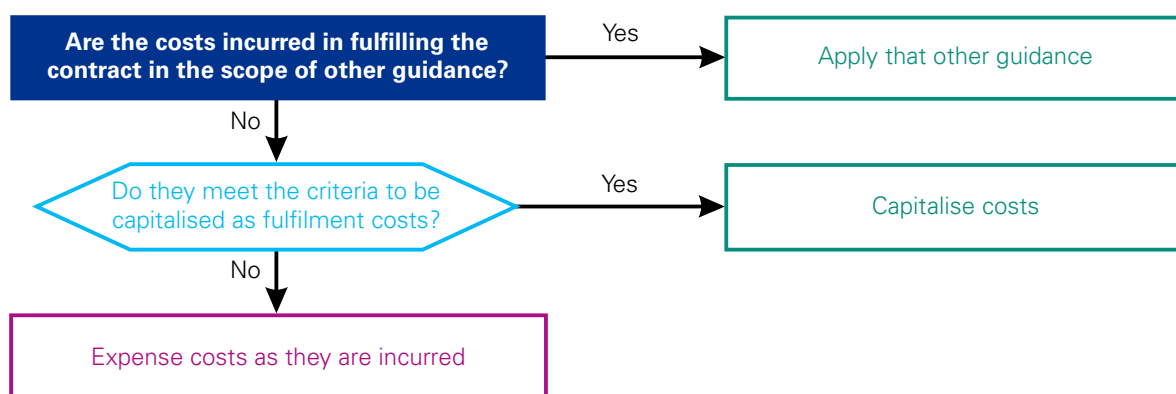 Are the costs incurred in fulfilling the
contract in the scope of other guidance?
Yes
Apply that other guidance
No
Do they meet the criteria to be
capitalised as fulfilment costs?
Yes
Capitalise costs
No
Expense costs as they are incurred